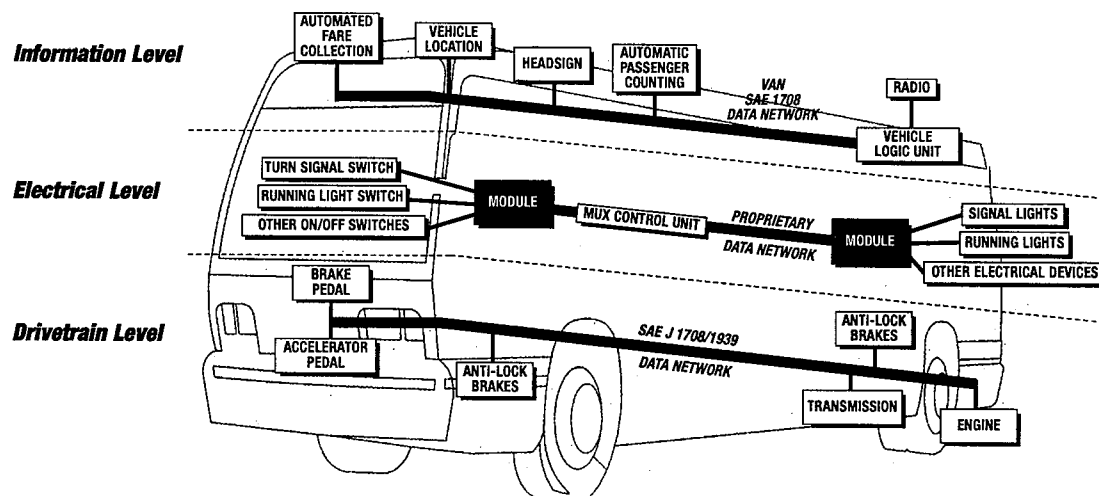 Information Level
AUTOMATED
FARE
COLLECTION
VEHICLE
LOCATION
HEADSIGN
AUTOMATIC
PASSENGER
COUNTING
VAN
SAE 1708
DATA NETWORK
RADIO
VEHICLE
LOGIC UNIT
Electrical Level
TURN SIGNAL SWITCH
RUNNING LIGHT SWITCH
OTHER ON/OFF SWITCHES
MODULE
MUX CONTROL UNIT
PROPRIETARY
DATA NETWORK
MODULE
SIGNAL LIGHTS
RUNNING LIGHTS
OTHER ELECTRICAL DEVICES
Drivetrain Level
BRAKE
PEDAL
ACCELERATOR
PEDAL
ANTI-LOCK
BRAKES
SAE J 1708/1939
DATA NETWORK
ANTI-LOCK
BRAKES
TRANSMISSION
ENGINE